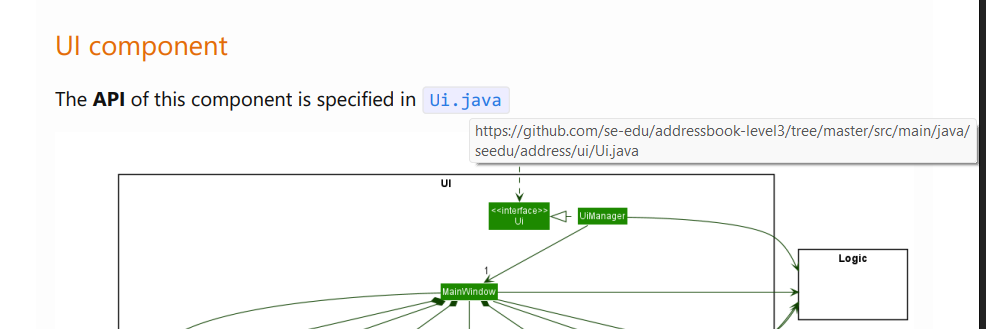 UI component
The API of this component is specified in Ui.java
https://github.com/se-edu/addressbook-level3/tree/master/src/main/java/
seedu/address/ui/Ui.java
UI
<<interface>>
Ui
UiManager
Logic
1
MainWindow